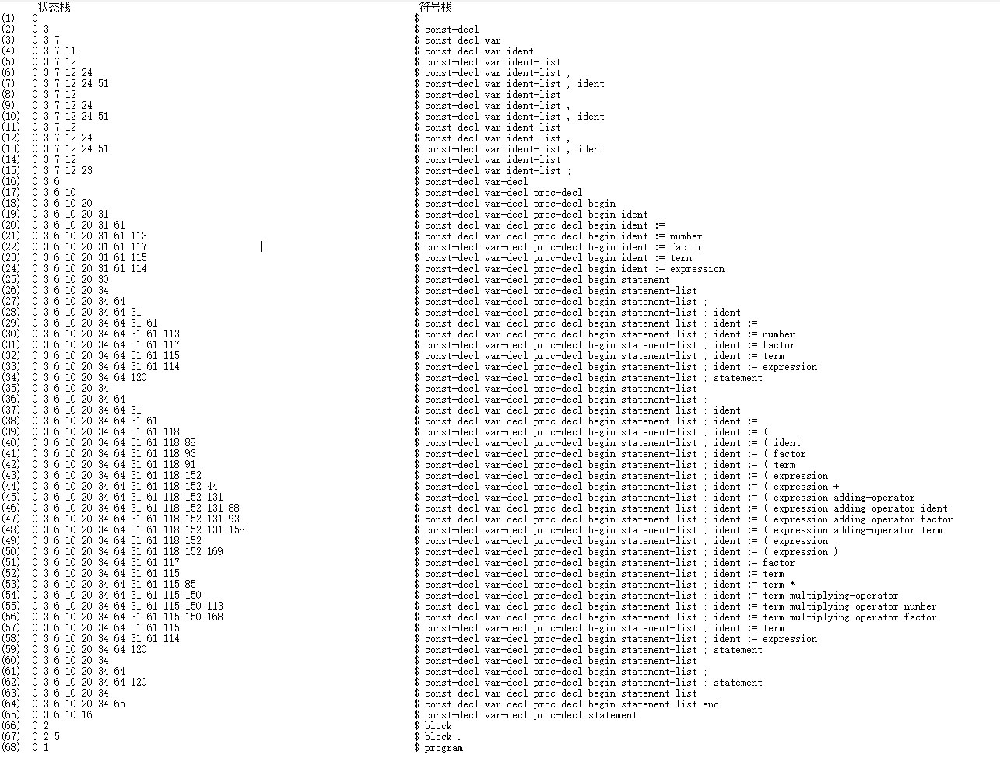 状态栈 符号栈
(1) 0 $
(2) 0 3 $ const-decl
(3) 0 3 7 $ const-decl var
(4) 0 3 7 11 $ const-decl var ident
(5) 0 3 7 12 $ const-decl var ident-list
(6) 0 3 7 12 24 $ const-decl var ident-list ,
(7) 0 3 7 12 24 51 $ const-decl var ident-list , ident
(8) 0 3 7 12 $ const-decl var ident-list
(9) 0 3 7 12 24 $ const-decl var ident-list ,
(10) 0 3 7 12 24 51 $ const-decl var ident-list , ident
(11) 0 3 7 12 $ const-decl var ident-list
(12) 0 3 7 12 24 $ const-decl var ident-list ,
(13) 0 3 7 12 24 51 $ const-decl var ident-list , ident
(14) 0 3 7 12 $ const-decl var ident-list
(15) 0 3 7 12 23 $ const-decl var ident-list ;
(16) 0 3 6 $ const-decl var-decl
(17) 0 3 6 10 $ const-decl var-decl proc-decl
(18) 0 3 6 10 20 $ const-decl var-decl proc-decl begin
(19) 0 3 6 10 20 31 $ const-decl var-decl proc-decl begin ident
(20) 0 3 6 10 20 31 61 $ const-decl var-decl proc-decl begin ident :=
(21) 0 3 6 10 20 31 61 113 $ const-decl var-decl proc-decl begin ident := number
(22) 0 3 6 10 20 31 61 117 $ const-decl var-decl proc-decl begin ident := factor
(23) 0 3 6 10 20 31 61 115 $ const-decl var-decl proc-decl begin ident := term
(24) 0 3 6 10 20 31 61 114 $ const-decl var-decl proc-decl begin ident := expression
(25) 0 3 6 10 20 30 $ const-decl var-decl proc-decl begin statement
(26) 0 3 6 10 20 34 $ const-decl var-decl proc-decl begin statement-list
(27) 0 3 6 10 20 34 64 $ const-decl var-decl proc-decl begin statement-list ;
(28) 0 3 6 10 20 34 64 31 $ const-decl var-decl proc-decl begin statement-list ; ident
(29) 0 3 6 10 20 34 64 31 61 $ const-decl var-decl proc-decl begin statement-list ; ident :=
(30) 0 3 6 10 20 34 64 31 61 113 $ const-decl var-decl proc-decl begin statement-list ; ident := number
(31) 0 3 6 10 20 34 64 31 61 117 $ const-decl var-decl proc-decl begin statement-list ; ident := factor
(32) 0 3 6 10 20 34 64 31 61 115 $ const-decl var-decl proc-decl begin statement-list ; ident := term
(33) 0 3 6 10 20 34 64 31 61 114 $ const-decl var-decl proc-decl begin statement-list ; ident := expression
(34) 0 3 6 10 20 34 64 120 $ const-decl var-decl proc-decl begin statement-list ; statement
(35) 0 3 6 10 20 34 $ const-decl var-decl proc-decl begin statement-list
(36) 0 3 6 10 20 34 64 $ const-decl var-decl proc-decl begin statement-list ;
(37) 0 3 6 10 20 34 64 31 $ const-decl var-decl proc-decl begin statement-list ; ident
(38) 0 3 6 10 20 34 64 31 61 $ const-decl var-decl proc-decl begin statement-list ; ident :=
(39) 0 3 6 10 20 34 64 31 61 118 $ const-decl var-decl proc-decl begin statement-list ; ident := (
(40) 0 3 6 10 20 34 64 31 61 118 88 $ const-decl var-decl proc-decl begin statement-list ; ident := ( ident
(41) 0 3 6 10 20 34 64 31 61 118 93 $ const-decl var-decl proc-decl begin statement-list ; ident := ( factor
(42) 0 3 6 10 20 34 64 31 61 118 91 $ const-decl var-decl proc-decl begin statement-list ; ident := ( term
(43) 0 3 6 10 20 34 64 31 61 118 152 $ const-decl var-decl proc-decl begin statement-list ; ident := ( expression
(44) 0 3 6 10 20 34 64 31 61 118 152 44 $ const-decl var-decl proc-decl begin statement-list ; ident := ( expression +
(45) 0 3 6 10 20 34 64 31 61 118 152 131 $ const-decl var-decl proc-decl begin statement-list ; ident := ( expression adding-operator
(46) 0 3 6 10 20 34 64 31 61 118 152 131 88 $ const-decl var-decl proc-decl begin statement-list ; ident := ( expression adding-operator ident
(47) 0 3 6 10 20 34 64 31 61 118 152 131 93 $ const-decl var-decl proc-decl begin statement-list ; ident := ( expression adding-operator factor
(48) 0 3 6 10 20 34 64 31 61 118 152 131 158 $ const-decl var-decl proc-decl begin statement-list ; ident := ( expression adding-operator term
(49) 0 3 6 10 20 34 64 31 61 118 152 $ const-decl var-decl proc-decl begin statement-list ; ident := ( expression
(50) 0 3 6 10 20 34 64 31 61 118 152 169 $ const-decl var-decl proc-decl begin statement-list ; ident := ( expression )
(51) 0 3 6 10 20 34 64 31 61 117 $ const-decl var-decl proc-decl begin statement-list ; ident := factor
(52) 0 3 6 10 20 34 64 31 61 115 $ const-decl var-decl proc-decl begin statement-list ; ident := term
(53) 0 3 6 10 20 34 64 31 61 115 85 $ const-decl var-decl proc-decl begin statement-list ; ident := term *
(54) 0 3 6 10 20 34 64 31 61 115 150 $ const-decl var-decl proc-decl begin statement-list ; ident := term multiplying-operator
(55) 0 3 6 10 20 34 64 31 61 115 150 113 $ const-decl var-decl proc-decl begin statement-list ; ident := term multiplying-operator number
(56) 0 3 6 10 20 34 64 31 61 115 150 168 $ const-decl var-decl proc-decl begin statement-list ; ident := term multiplying-operator factor
(57) 0 3 6 10 20 34 64 31 61 115 $ const-decl var-decl proc-decl begin statement-list ; ident := term
(58) 0 3 6 10 20 34 64 31 61 114 $ const-decl var-decl proc-decl begin statement-list ; ident := expression
(59) 0 3 6 10 20 34 64 120 $ const-decl var-decl proc-decl begin statement-list ; statement
(60) 0 3 6 10 20 34 $ const-decl var-decl proc-decl begin statement-list
(61) 0 3 6 10 20 34 64 $ const-decl var-decl proc-decl begin statement-list ;
(62) 0 3 6 10 20 34 64 120 $ const-decl var-decl proc-decl begin statement-list ; statement
(63) 0 3 6 10 20 34 $ const-decl var-decl proc-decl begin statement-list
(64) 0 3 6 10 20 34 65 $ const-decl var-decl proc-decl begin statement-list end
(65) 0 3 6 10 16 $ const-decl var-decl proc-decl statement
(66) 0 2 $ block
(67) 0 2 5 $ block .
(68) 0 1 $ program